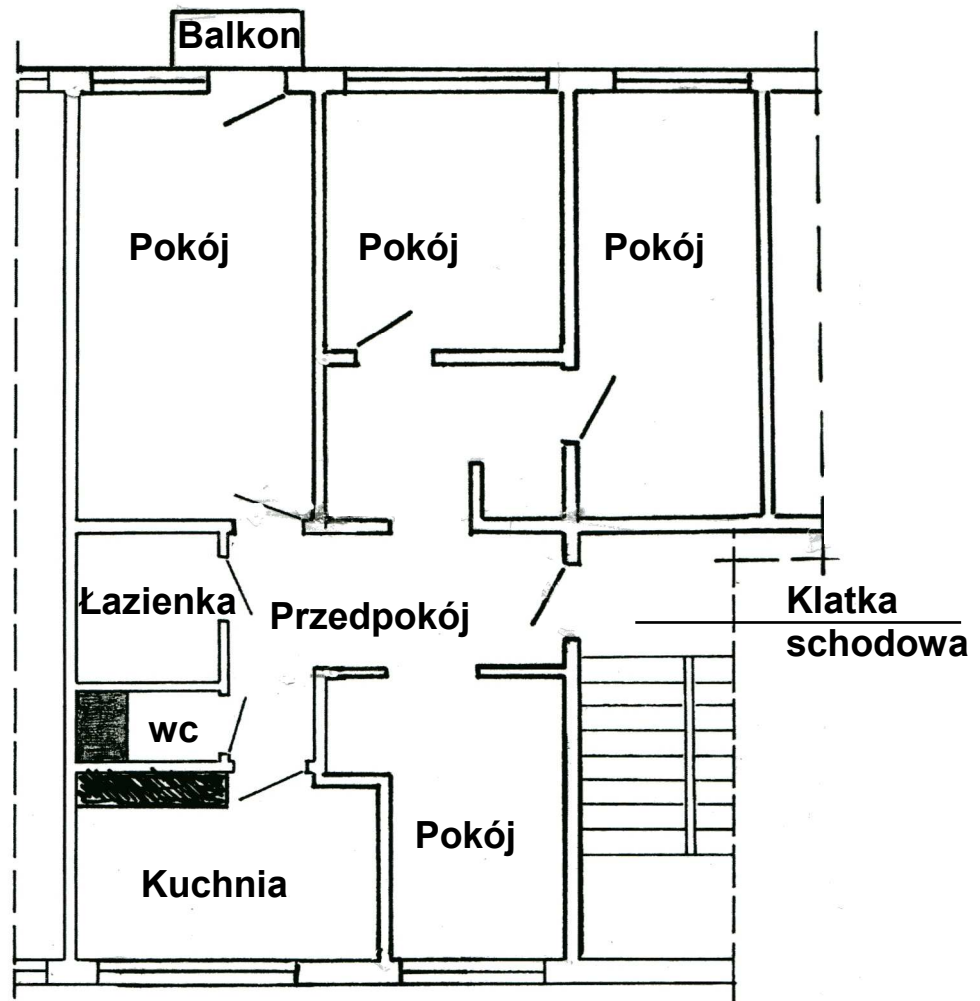 Balkon
Pokój
Pokój
Pokój
Łazienka
Przedpokój
Klatka
schodowa
wc
Pokój
Kuchnia